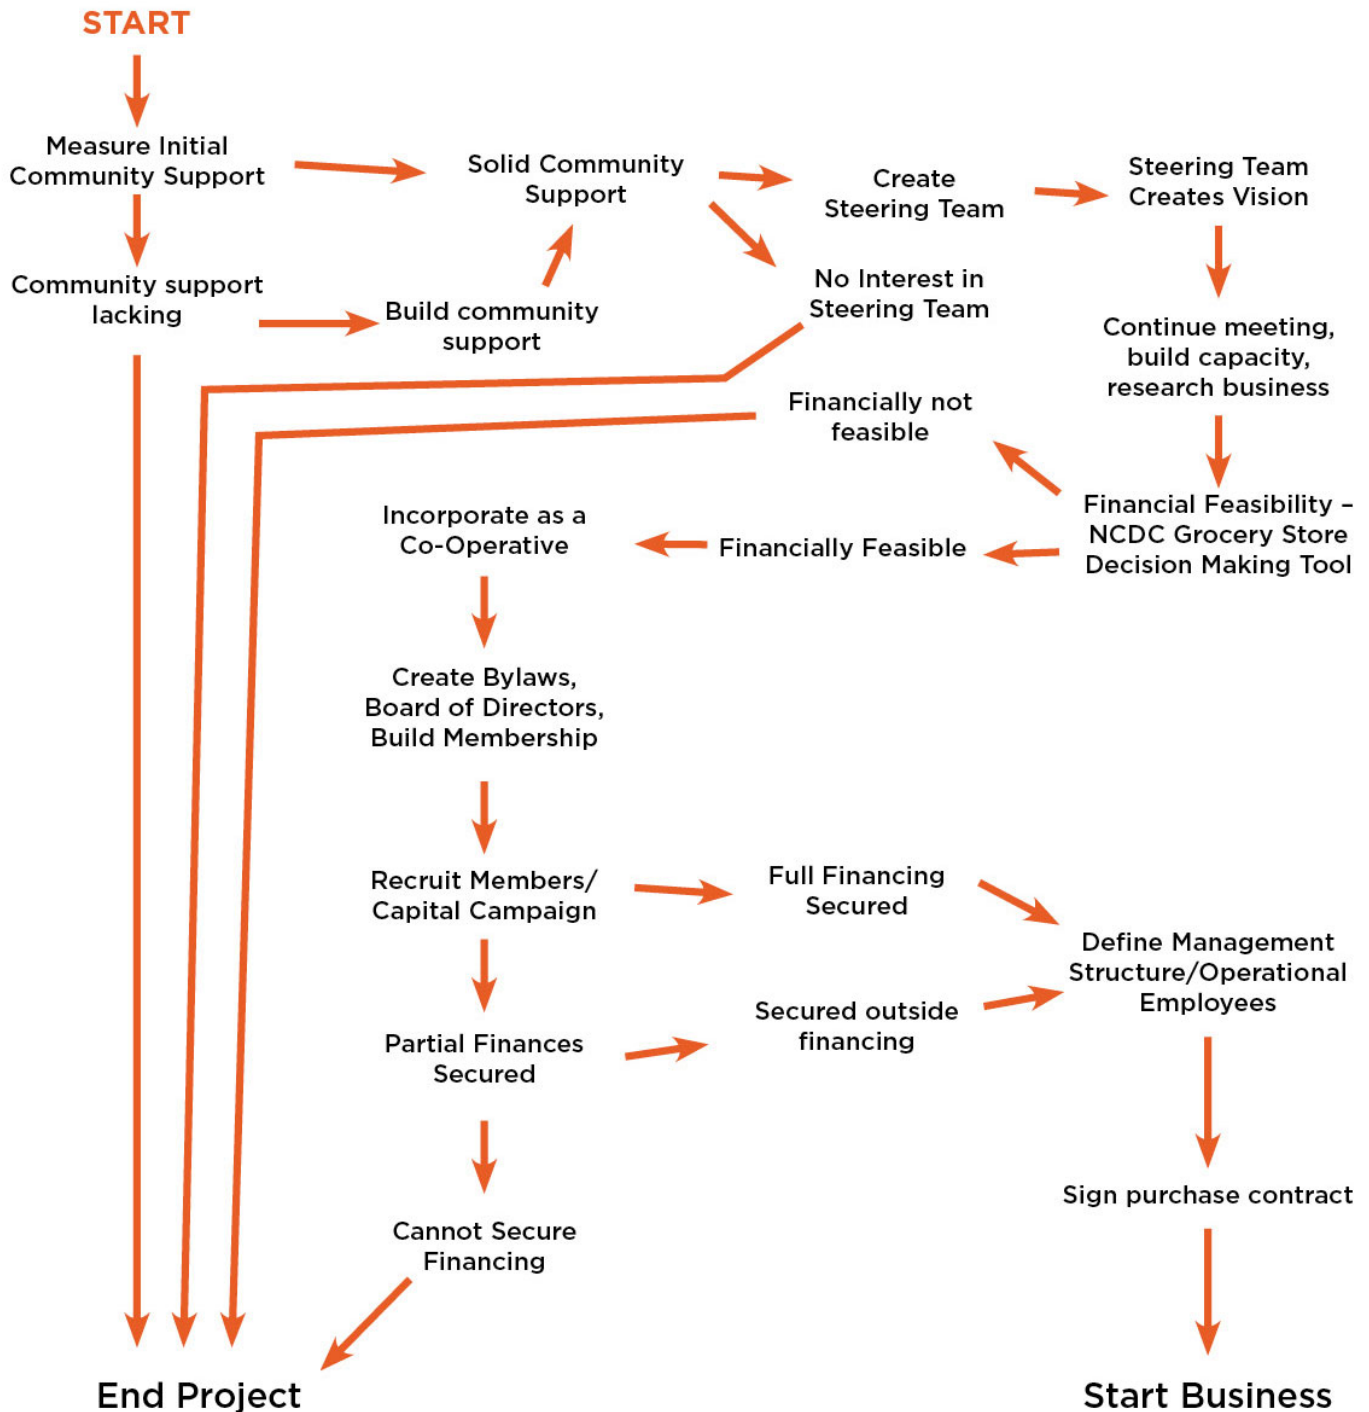 START
Measure Initial
Community Support
Solid Community
Support
Create
Steering Team
Steering Team
Creates Vision
Community support
lacking
Build community
support
No Interest in
Steering Team
Continue meeting,
build capacity,
research business
Financially not
feasible
Financial Feasibility –
NCDC Grocery Store
Decision Making Tool
Financially Feasible
Incorporate as a
Co-Operative
Create Bylaws,
Board of Directors,
Build Membership
Recruit Members/
Capital Campaign
Full Financing
Secured
Define Management
Structure/Operational
Employees
Partial Finances
Secured
Secured outside
financing
Cannot Secure
Financing
Sign purchase contract
End Project
Start Business